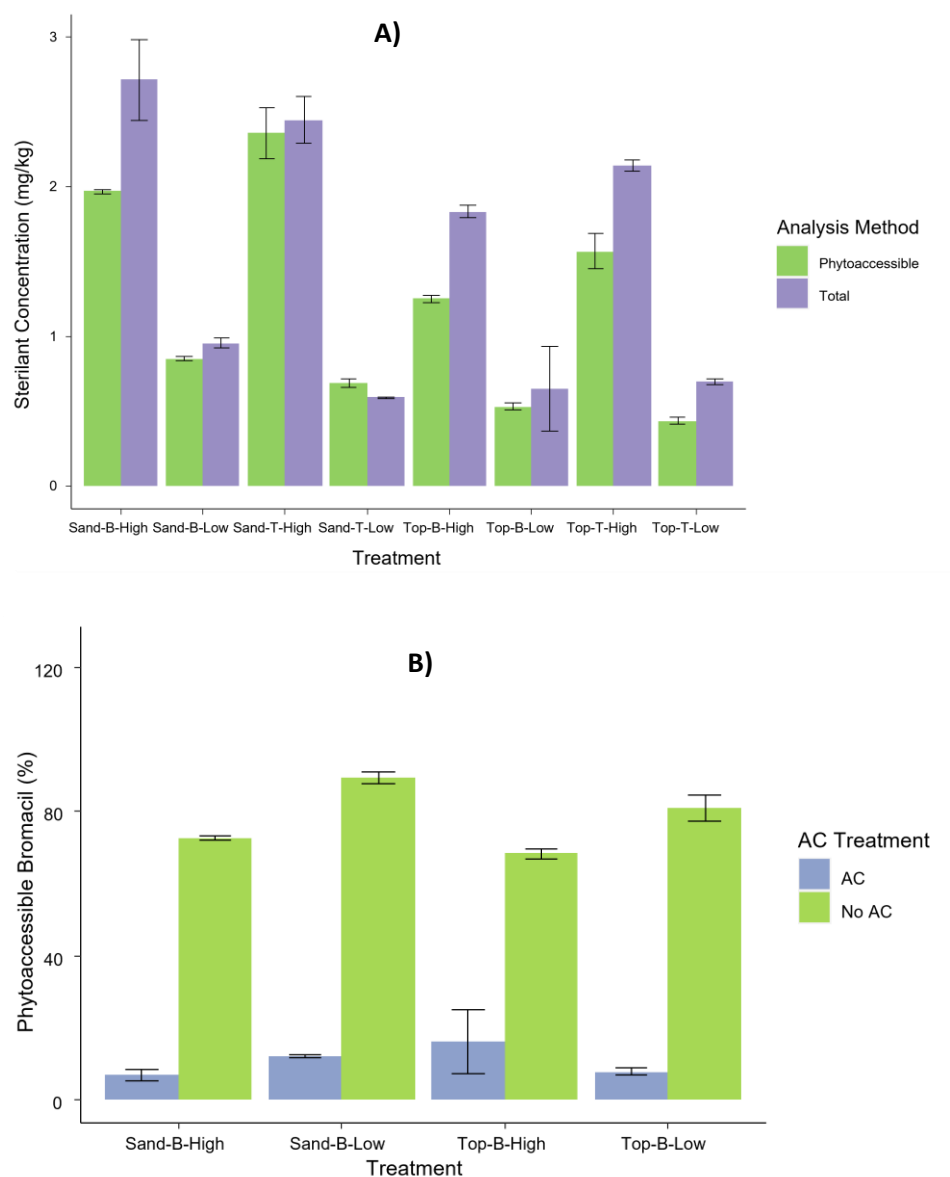 A)
Sterilant Concentration (mg/kg)
3
2
1
0
Sand-B-High Sand-B-Low Sand-T-High Sand-T-Low Top-B-High Top-B-Low Top-T-High Top-T-Low
Treatment
Analysis Method
Phytoaccessible
Total
B)
Phytoaccessible Bromacil (%)
120
80
40
0
Sand-B-High Sand-B-Low Top-B-High Top-B-Low
Treatment
AC Treatment
AC
No AC